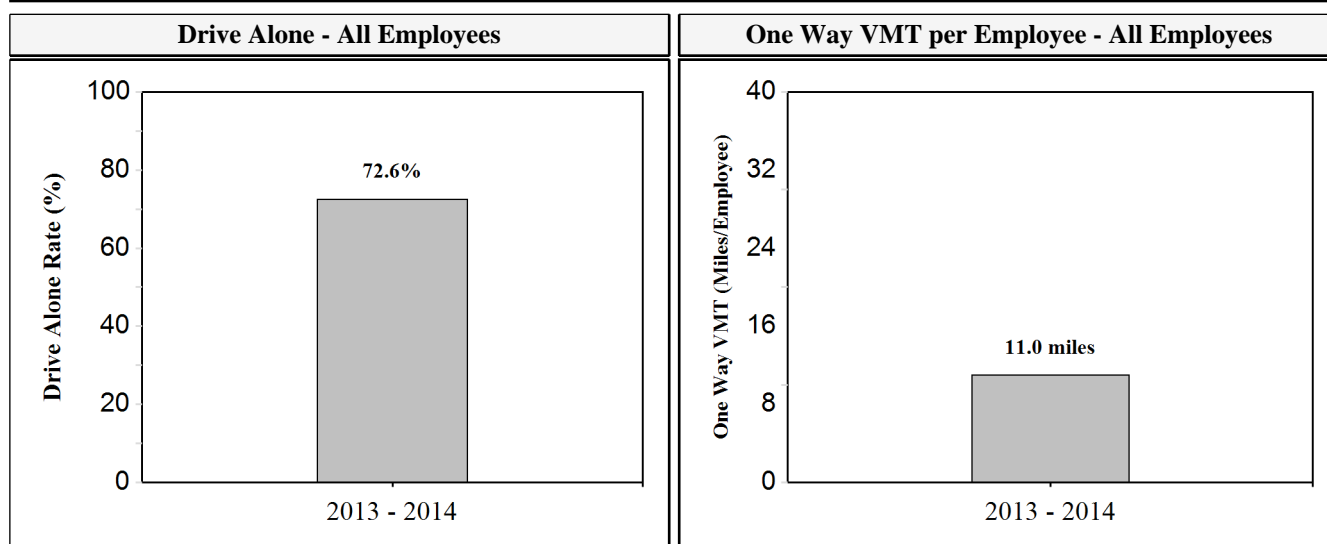 Drive Alone - All Employees
Drive Alone Rate (%)
100
80
60
40
20
0
72.6%
2013 - 2014
One Way VMT per Employee - All Employees
One Way VMT (Miles/Employee)
40
32
24
16
8
0
11.0 miles
2013 - 2014